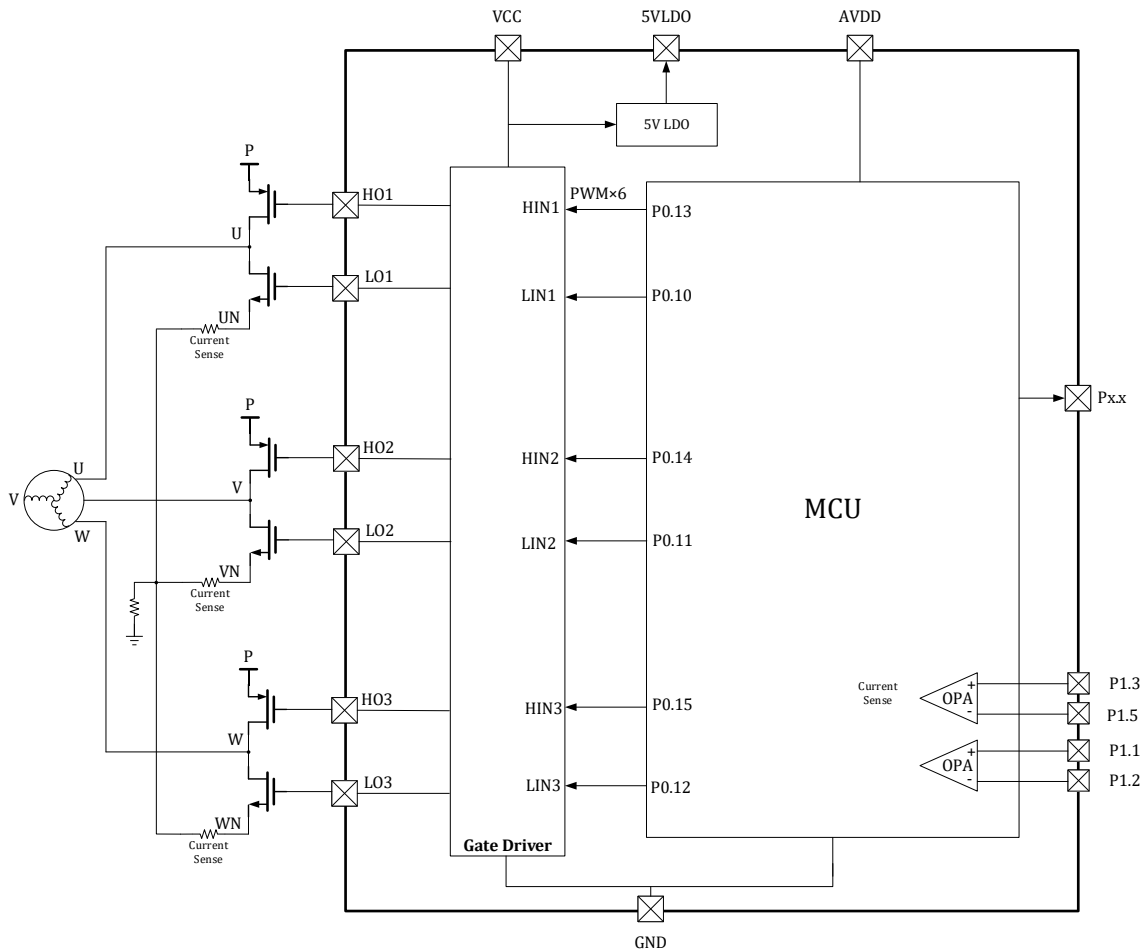 VCC
5VLDO
AVDD
5V LDO
P
HO1
HIN1
PWM×6
P0.13
U
LO1
LIN1
P0.10
UN
Current
Sense
P
Px.x
HO2
HIN2
P0.14
U
V
V
MCU
W
LO2
LIN2
P0.11
VN
Current
Sense
P
HO3
HIN3
P0.15
Current
Sense
+
OPA
-
P1.3
P1.5
W
+
OPA
-
P1.1
P1.2
LO3
LIN3
P0.12
WN
Current
Sense
Gate Driver
GND